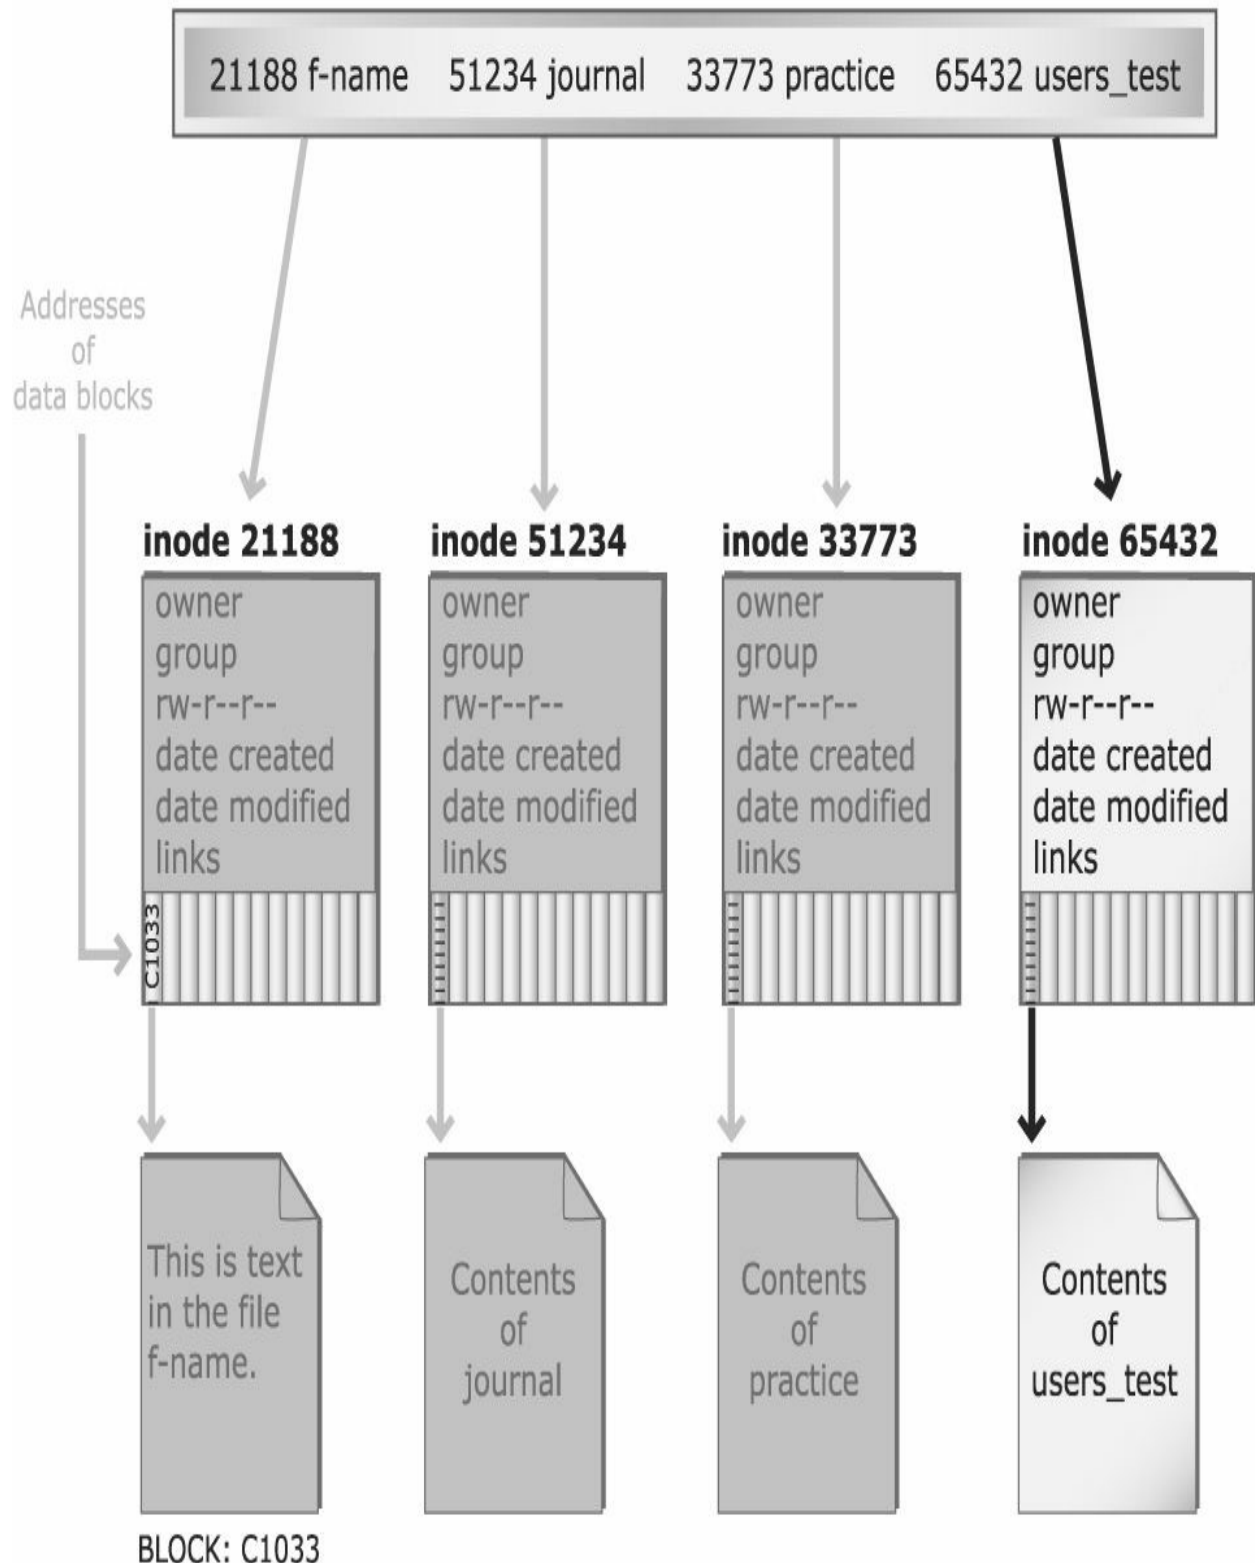 21188 f-name 51234 journal 33773 practice 65432 users_test
Addresses
of
data blocks
inode 21188
owner
group
rw-r--r--
date created
date modified
links
C1033
inode 51234
owner
group
rw-r--r--
date created
date modified
links
inode 33773
owner
group
rw-r--r--
date created
date modified
links
inode 65432
owner
group
rw-r--r--
date created
date modified
links
This is text
in the file
f-name.
BLOCK: C1033
Contents
of
journal
Contents
of
practice
Contents
of
users_test